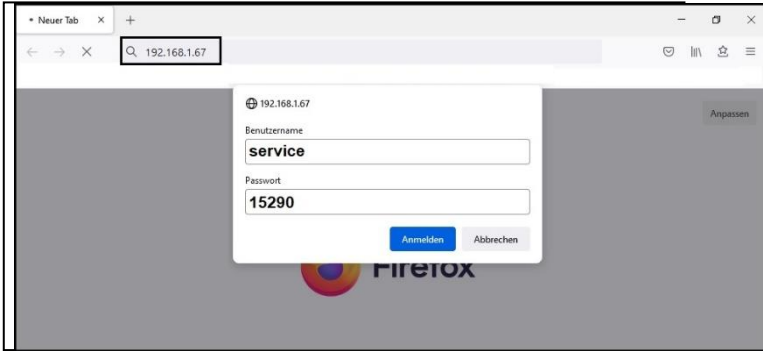 Neuer Tab
192.168.1.67
Anpassen
192.168.1.67
Benutzername
service
Passwort
15290
Anmelden Abbrechen
Firefox